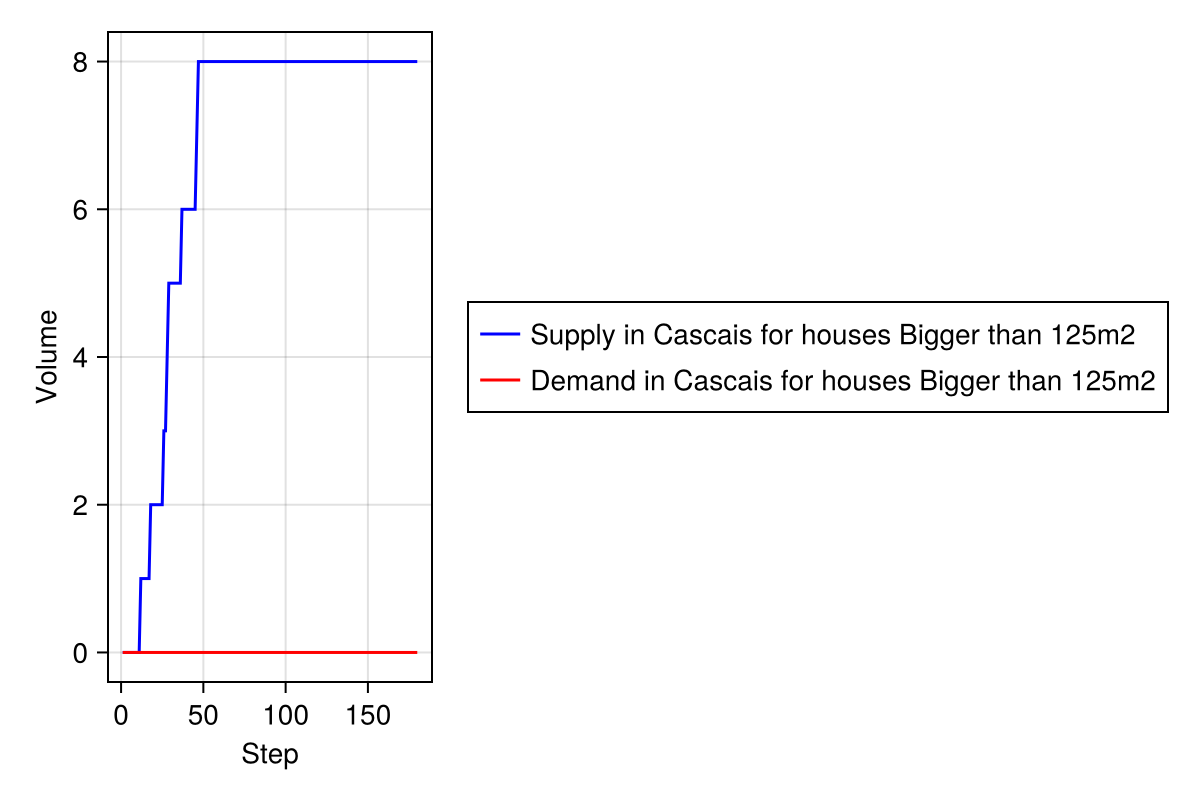 8
6
4
2
0
Volume
0 50 100 150
Step
Supply in Cascais for houses Bigger than 125m2
Demand in Cascais for houses Bigger than 125m2